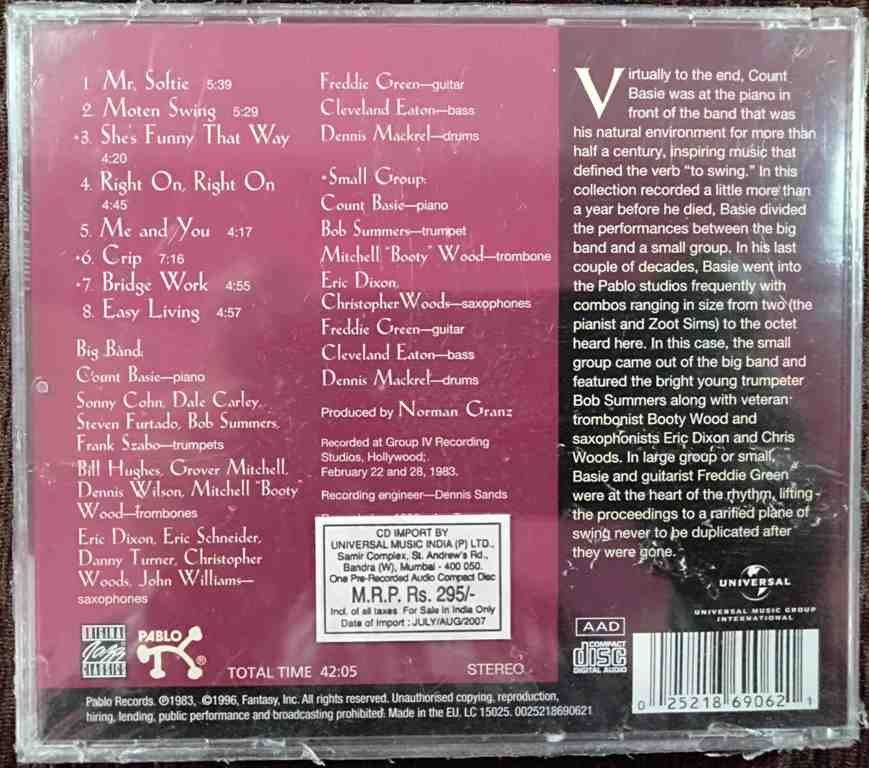 1. Mr. Softie 5:39
2. Moten Swing 5:29
•3. She's Funny That Way
4:20
4. Right On, Right On
4:45
5. Me and You 4:17
•6. Crip 7:16
•7. Bridge Work 4:55
8. Easy Living 4:57
Big Band:
Count Basie—piano
Sonny Cohn, Dale Carley,
Steven Furtado, Bob Summers,
Frank Szabo—trumpets
Bill Hughes, Grover Mitchell,
Dennis Wilson, Mitchell "Booty
Wood—trombones
Eric Dixon, Eric Schneider,
Danny Turner, Christopher
Woods, John Williams—
saxophones
Freddie Green—guitar
Cleveland Eaton—bass
Dennis Mackrel—drums
•Small Group:
Count Basie—piano
Bob Summers—trumpet
Mitchell "Booty" Wood—trombone
Eric Dixon,
Christopher Woods—saxophones
Freddie Green—guitar
Cleveland Eaton—bass
Dennis Mackrel—drums
Produced by Norman Granz
Recorded at Group IV Recording
Studios, Hollywood;
February 22 and 28, 1983.
Recording engineer—Dennis Sands
CD IMPORT BY
UNIVERSAL MUSIC INDIA (P) LTD.,
Samir Complex, St. Andrew's Rd.,
Bandra (W), Mumbai - 400 050.
One Pre-Recorded Audio Compact Disc
M.R.P. Rs. 295/-
Incl. of all taxes For Sale in India Only
Date of Import : JULY/AUG/2007
Virtually to the end, Count
Basie was at the piano in
front of the band that was
his natural environment for more than
half a century, inspiring music that
defined the verb "to swing." In this
collection recorded a little more than
a year before he died, Basie divided
the performances between the big
band and a small group. In his last
couple of decades, Basie went into
the Pablo studios frequently with
combos ranging in size from two (the
pianist and Zoot Sims) to the octet
heard here. In this case, the small
group came out of the big band and
featured the bright young trumpeter
Bob Summers along with veteran
trombonist Booty Wood and
saxophonists Eric Dixon and Chris
Woods. In large group or small,
Basie and guitarist Freddie Green
were at the heart of the rhythm, lifting
the proceedings to a rarified plane of
swing never to be duplicated after
they were gone.
UNIVERSAL
UNIVERSAL MUSIC GROUP
INTERNATIONAL
AAD
COMPACT
disc
DIGITAL AUDIO
0 25218 69062 1
ORIGINAL
Jazz
CLASSICS
PABLO
®
TOTAL TIME 42:05
STEREO
Pablo Records. ℗1983, ©1996, Fantasy, Inc. All rights reserved. Unauthorised copying, reproduction,
hiring, lending, public performance and broadcasting prohibited. Made in the EU. LC 15025. 0025218690621